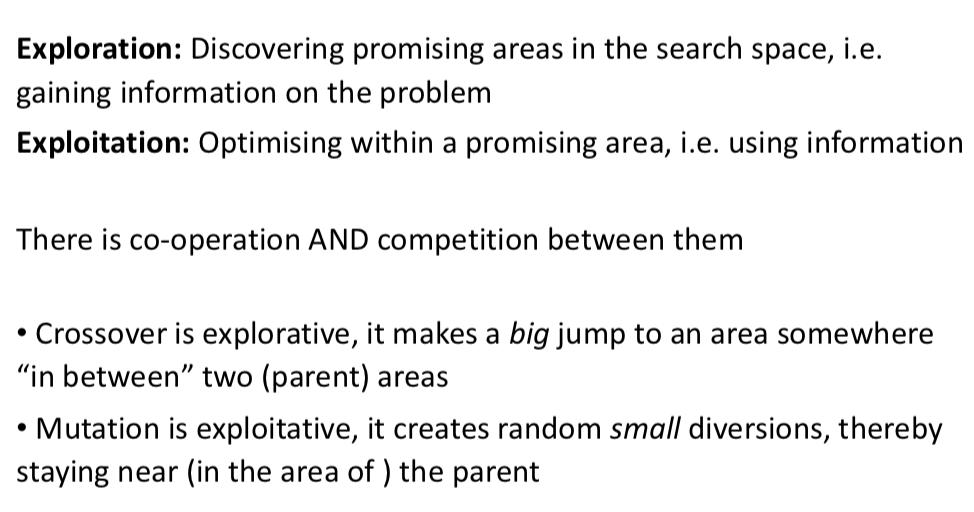 Exploration: Discovering promising areas in the search space, i.e.
gaining information on the problem
Exploitation: Optimising within a promising area, i.e. using information
There is co-operation AND competition between them
• Crossover is explorative, it makes a big jump to an area somewhere
“in between” two (parent) areas
• Mutation is exploitative, it creates random small diversions, thereby
staying near (in the area of ) the parent